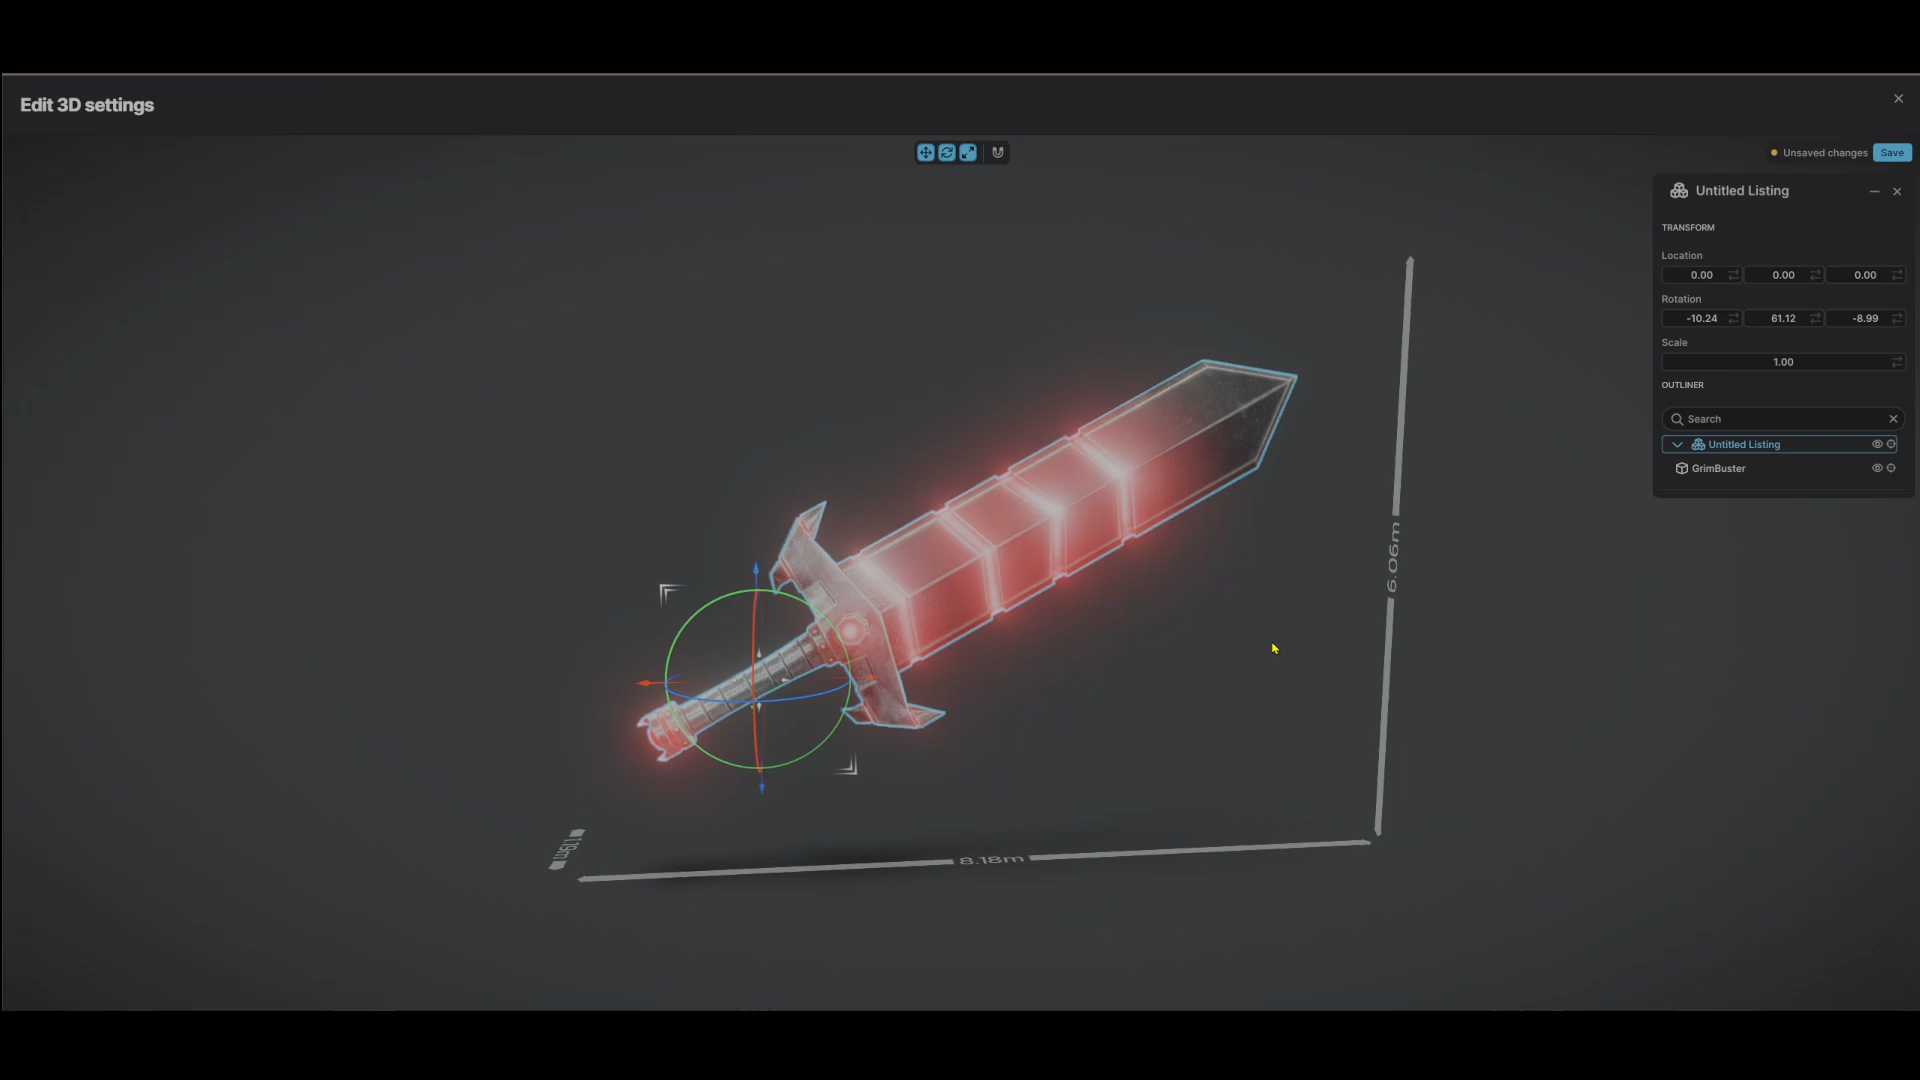 Edit 3D settings
Unsaved changes
Save
Untitled Listing
TRANSFORM
Location
0.00 0.00 0.00
Rotation
-10.24 61.12 -8.99
Scale
1.00
OUTLINER
Search
Untitled Listing
GrimBuster
6.06m
8.18m